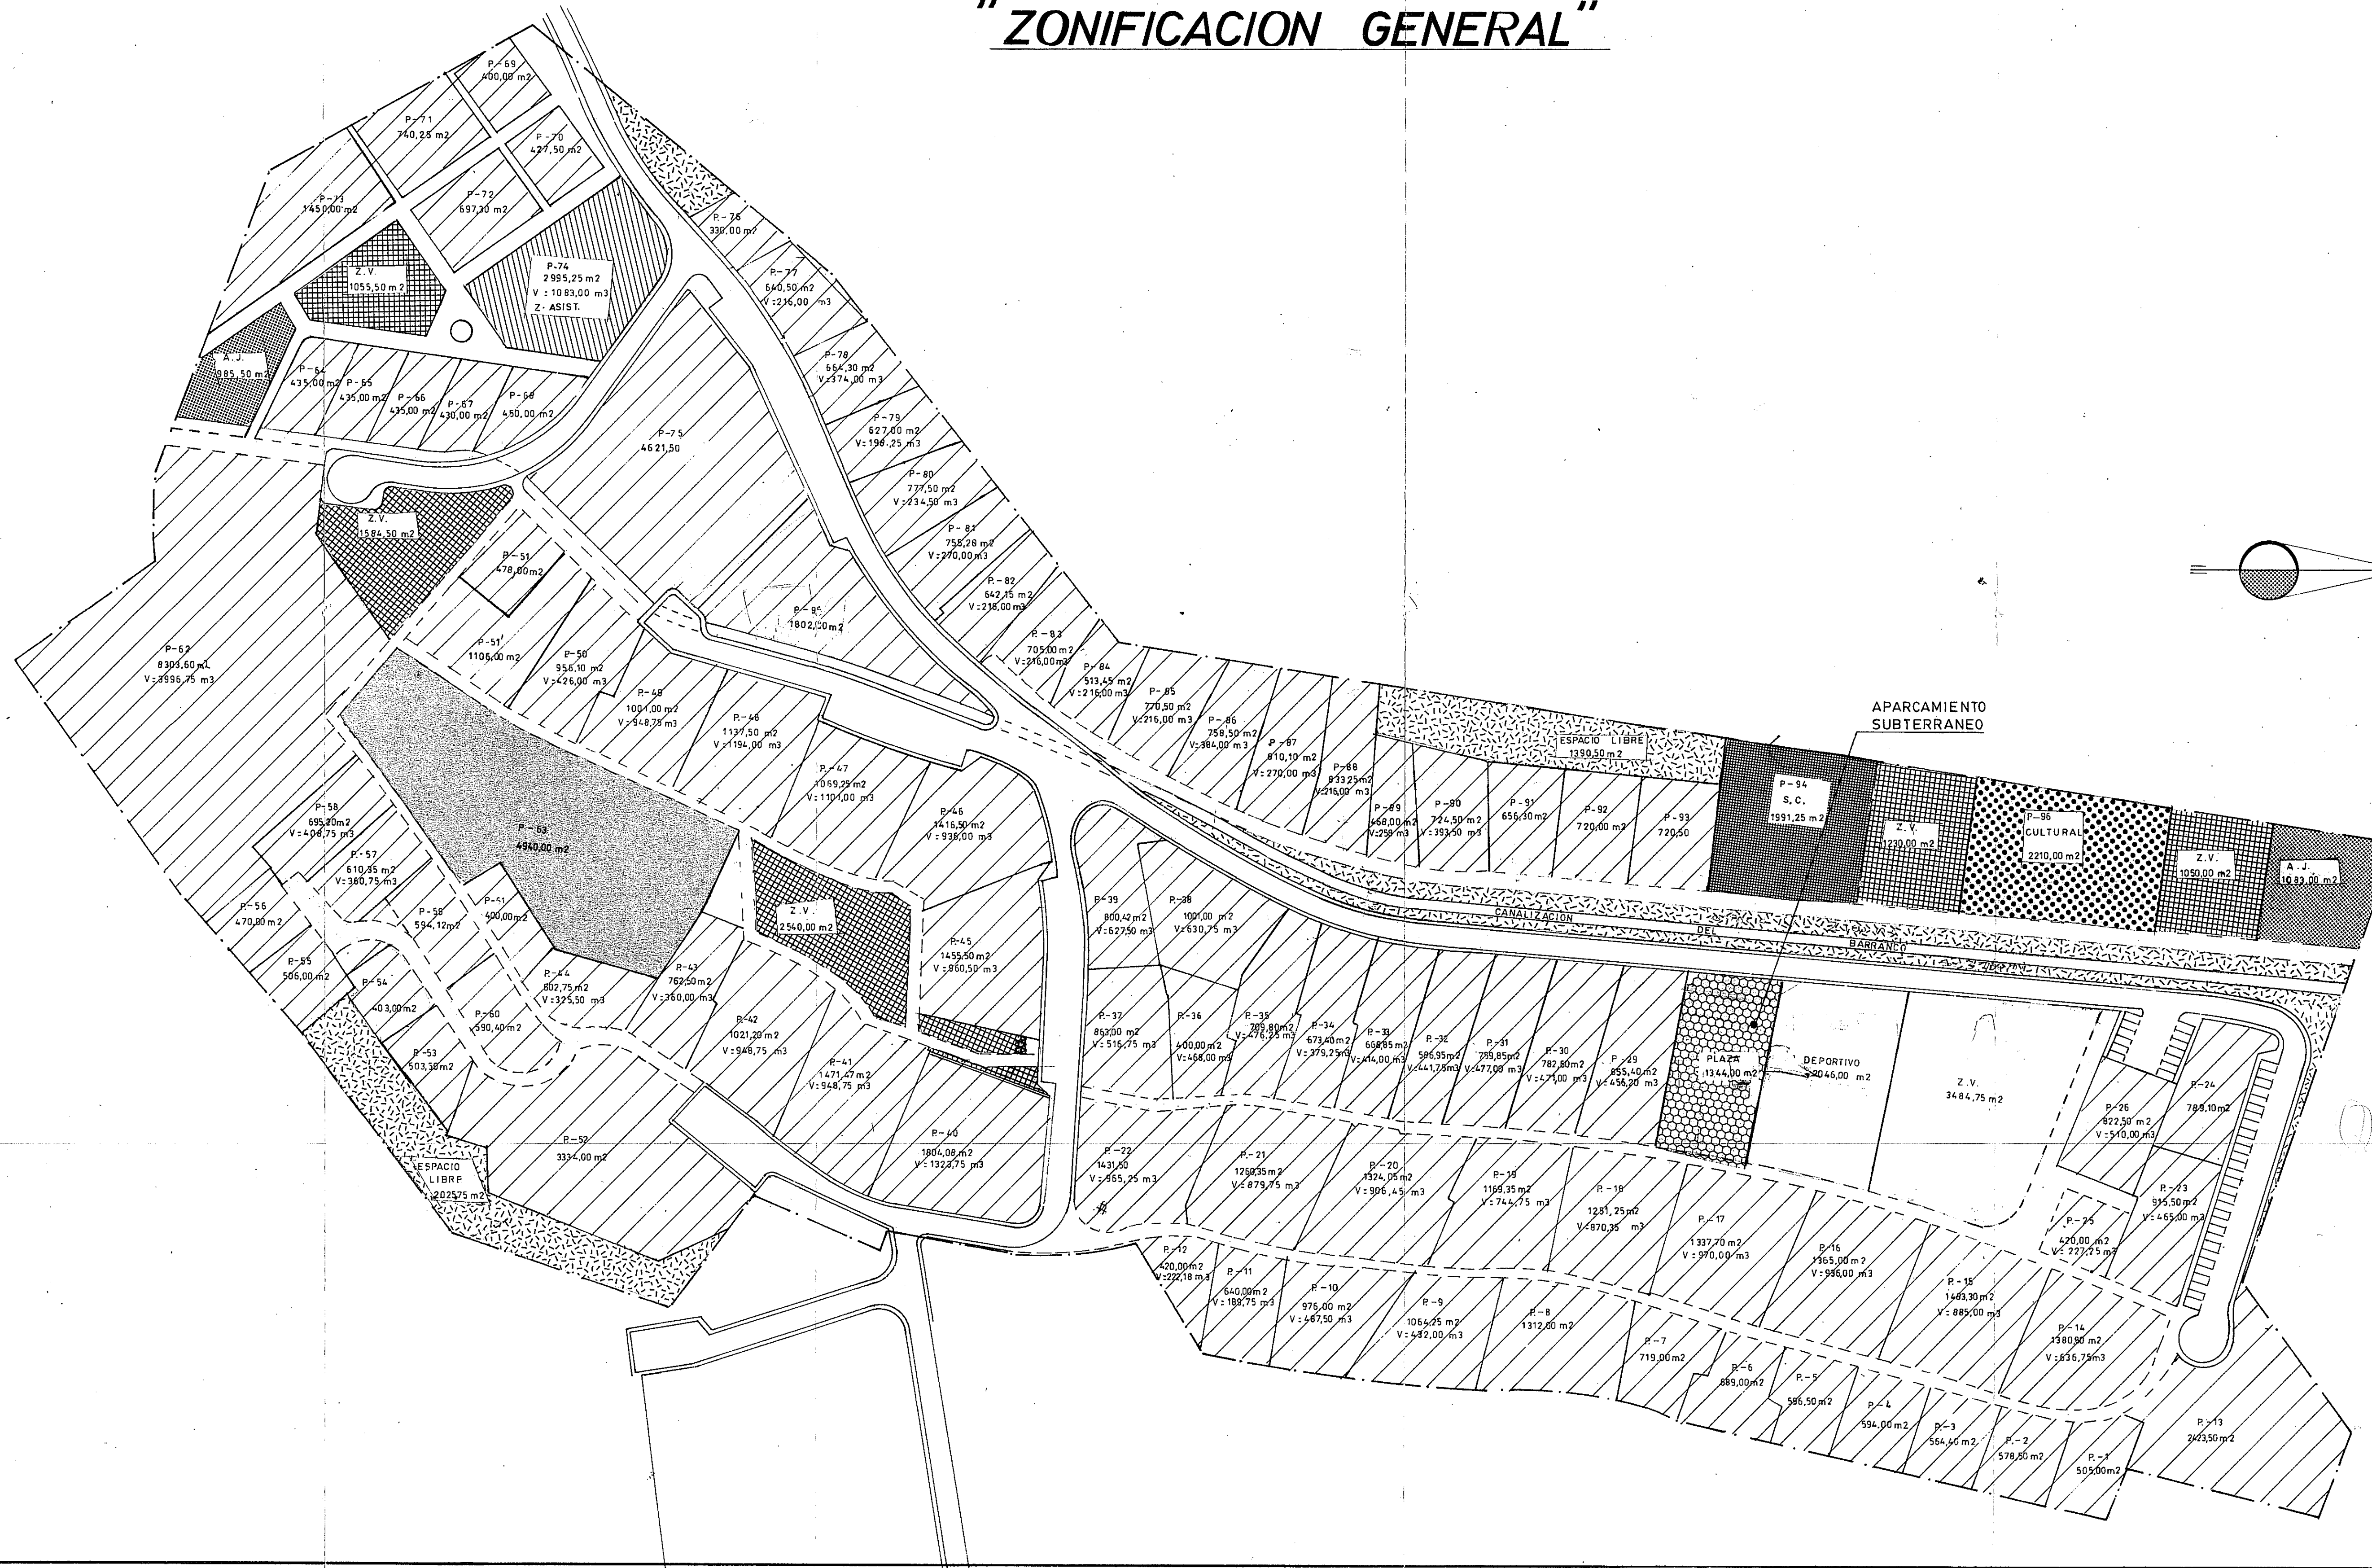 "ZONIFICACION GENERAL"
P.-69
400,00 m2
P-71
740,25 m2
P-70
427,50 m2
P-72
697,30 m2
P-73
1450,00 m2
P-74
2995,25 m2
V : 1083,00 m3
Z. ASIST.
Z.V.
1055,50 m2
A.J.
985,50 m2
P-64
435,00 m2
P-65
435,00 m2
P-66
435,00 m2
P-67
430,00 m2
P-68
450,00 m2
P.-76
330,00 m2
P.-77
640,50 m2
V:216,00 m3
P-78
664,30 m2
V:374,00 m3
P-79
627,00 m2
V:198,25 m3
P-80
777,50 m2
V:234,50 m3
P-81
755,26 m2
V:270,00 m3
P.-82
642,15 m2
V:216,00 m3
P.-83
705,00 m2
V:216,00 m3
P-84
513,45 m2
V:216,00 m3
P-85
770,50 m2
V:216,00 m3
P-86
758,50 m2
V:384,00 m3
P-87
810,10 m2
V:270,00 m3
P-88
833,25 m2
V:216,00 m3
P-89
468,00 m2
V:259 m3
P-90
724,50 m2
V:393,50 m3
P-91
656,30 m2
P-92
720,00 m2
P-93
720,50
ESPACIO LIBRE
1390,50 m2
APARCAMIENTO
SUBTERRANEO
P-94
S.C.
1991,25 m2
Z.V.
1230,00 m2
P-96
CULTURAL
2210,00 m2
Z.V.
1050,00 m2
A.J.
1083,00 m2
CANALIZACION
DEL
BARRANCO
P-75
4621,50
P-95
1802,00 m2
Z.V.
1584,50 m2
P-51
478,00 m2
P-51'
1106,00 m2
P-50
956,10 m2
V:426,00 m3
P.-49
1001,00 m2
V:948,75 m3
P.-48
1137,50 m2
V:1194,00 m3
P.-47
1069,25 m2
V:1101,00 m3
P.-46
1416,50 m2
V:936,00 m3
P-62
8303,60 m2
V:3996,75 m3
P-63
4940,00 m2
P-58
695,20 m2
V:408,75 m3
P-57
610,35 m2
V:360,75 m3
P-56
470,00 m2
P-55
506,00 m2
P-54
403,00 m2
P-59
594,12 m2
P-61
400,00 m2
P-60
590,40 m2
P-53
503,50 m2
P-44
602,75 m2
V:325,50 m3
P-43
762,50 m2
V:360,00 m3
P.-42
1021,20 m2
V:948,75 m3
P.-41
1471,47 m2
V:948,75 m3
P.-40
1804,08 m2
V:1323,75 m3
P.-52
3334,00 m2
ESPACIO
LIBRE
2025,75 m2
Z.V.
2540,00 m2
P.-45
1455,50 m2
V:960,50 m3
P.-39
800,42 m2
V:627,50 m3
P.-38
1001,00 m2
V:630,75 m3
P.-37
863,00 m2
V:516,75 m3
P.-36
400,00 m2
V:468,00 m3
P.-35
709,80 m2
V:476,25 m3
P.-34
673,40 m2
V:379,25 m3
P.-33
666,85 m2
V:414,00 m3
P.-32
596,95 m2
V:441,75 m3
P.-31
759,85 m2
V:477,00 m3
P.-30
782,60 m2
V:471,00 m3
P.-29
655,40 m2
V:456,20 m3
PLAZA
1344,00 m2
DEPORTIVO
2046,00 m2
Z.V.
3484,75 m2
P.-24
789,10 m2
P-26
822,50 m2
V:510,00 m3
P.-23
915,50 m2
V:465,00 m3
P.-25
420,00 m2
V:227,25 m3
P.-22
1431,50
V:965,25 m3
P.-21
1260,35 m2
V:879,75 m3
P.-20
1324,05 m2
V:906,45 m3
P.-19
1169,35 m2
V:744,75 m3
P.-18
1251,25 m2
V:870,35 m3
P.-17
1337,70 m2
V:970,00 m3
P.-16
1365,00 m2
V:936,00 m3
P.-15
1463,30 m2
V:885,00 m3
P.-14
1380,90 m2
V:636,75 m3
P.-13
2423,50 m2
P.-12
420,00 m2
V:222,18 m3
P.-11
640,00 m2
V:189,75 m3
P.-10
976,00 m2
V:487,50 m3
P.-9
1064,25 m2
V:432,00 m3
P.-8
1312,00 m2
P.-7
719,00 m2
P.-6
689,00 m2
P.-5
596,50 m2
P.-4
594,00 m2
P.-3
564,40 m2
P.-2
578,50 m2
P.-1
505,00 m2